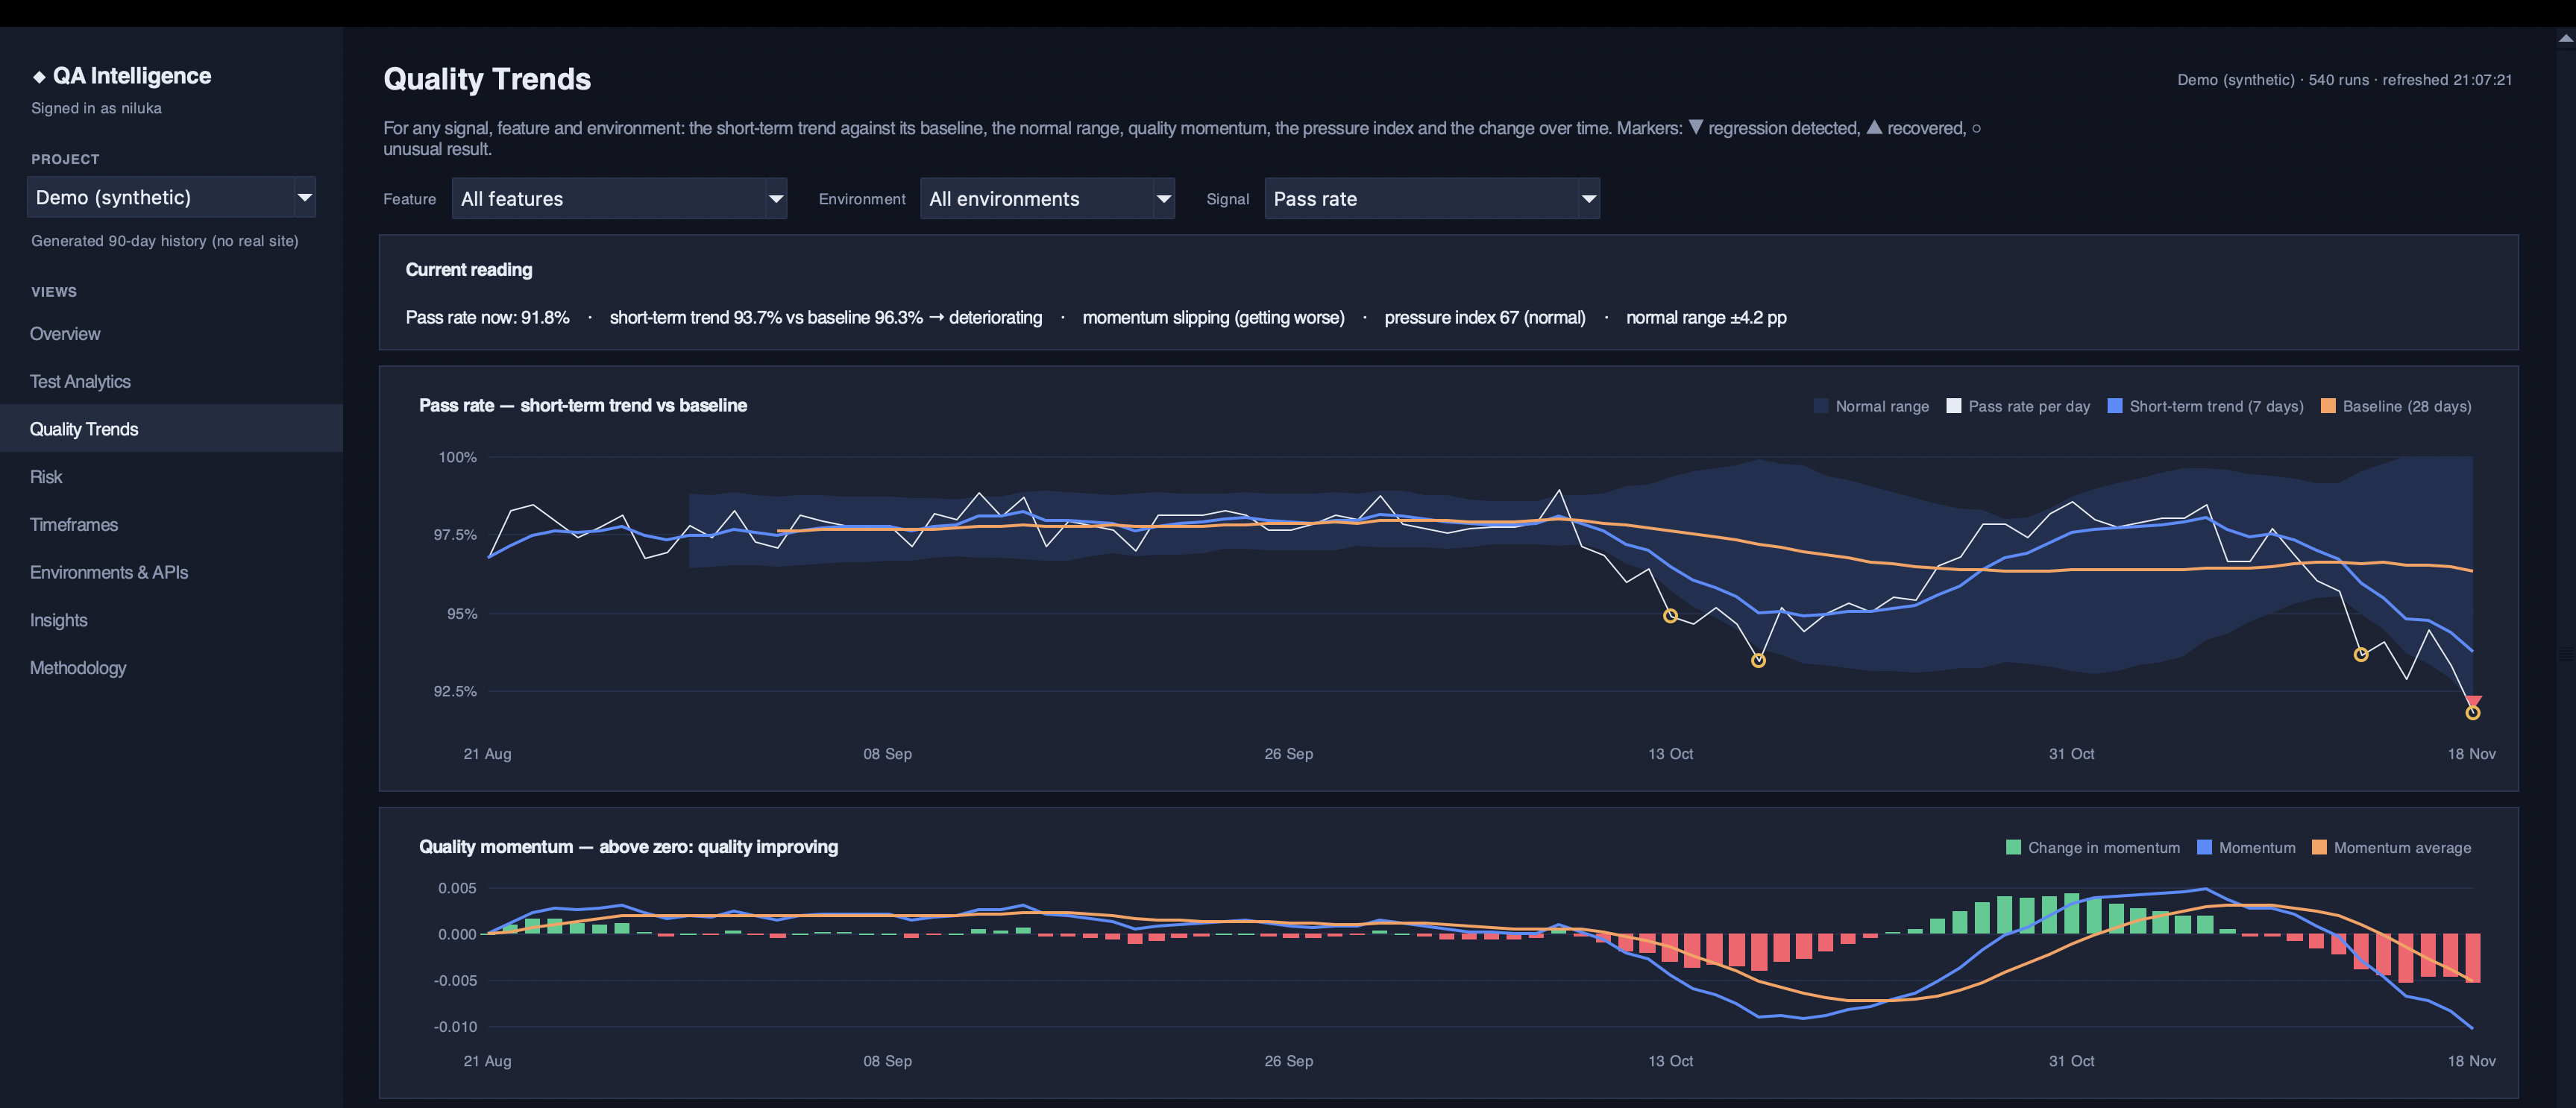 ◆ QA Intelligence
Signed in as niluka
PROJECT
Demo (synthetic)
Generated 90-day history (no real site)
VIEWS
Overview
Test Analytics
Quality Trends
Risk
Timeframes
Environments & APIs
Insights
Methodology
Quality Trends
Demo (synthetic) · 540 runs · refreshed 21:07:21
For any signal, feature and environment: the short-term trend against its baseline, the normal range, quality momentum, the pressure index and the change over time. Markers: ▼ regression detected, ▲ recovered, ○
unusual result.
Feature All features Environment All environments Signal Pass rate
Current reading
Pass rate now: 91.8% · short-term trend 93.7% vs baseline 96.3% → deteriorating · momentum slipping (getting worse) · pressure index 67 (normal) · normal range ±4.2 pp
Pass rate — short-term trend vs baseline
Normal range Pass rate per day Short-term trend (7 days) Baseline (28 days)
100%
97.5%
95%
92.5%
21 Aug 08 Sep 26 Sep 13 Oct 31 Oct 18 Nov
Quality momentum — above zero: quality improving
Change in momentum Momentum Momentum average
0.005
0.000
-0.005
-0.010
21 Aug 08 Sep 26 Sep 13 Oct 31 Oct 18 Nov